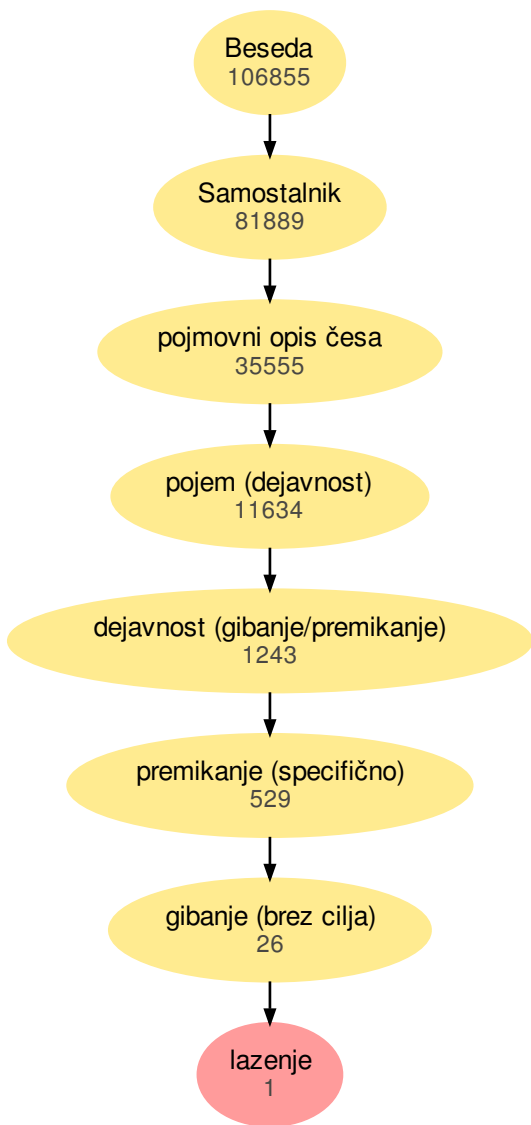 Beseda
106855
Samostalnik
81889
pojmovni opis česa
35555
pojem (dejavnost)
11634
dejavnost (gibanje/premikanje)
1243
premikanje (specifično)
529
gibanje (brez cilja)
26
lazenje
1